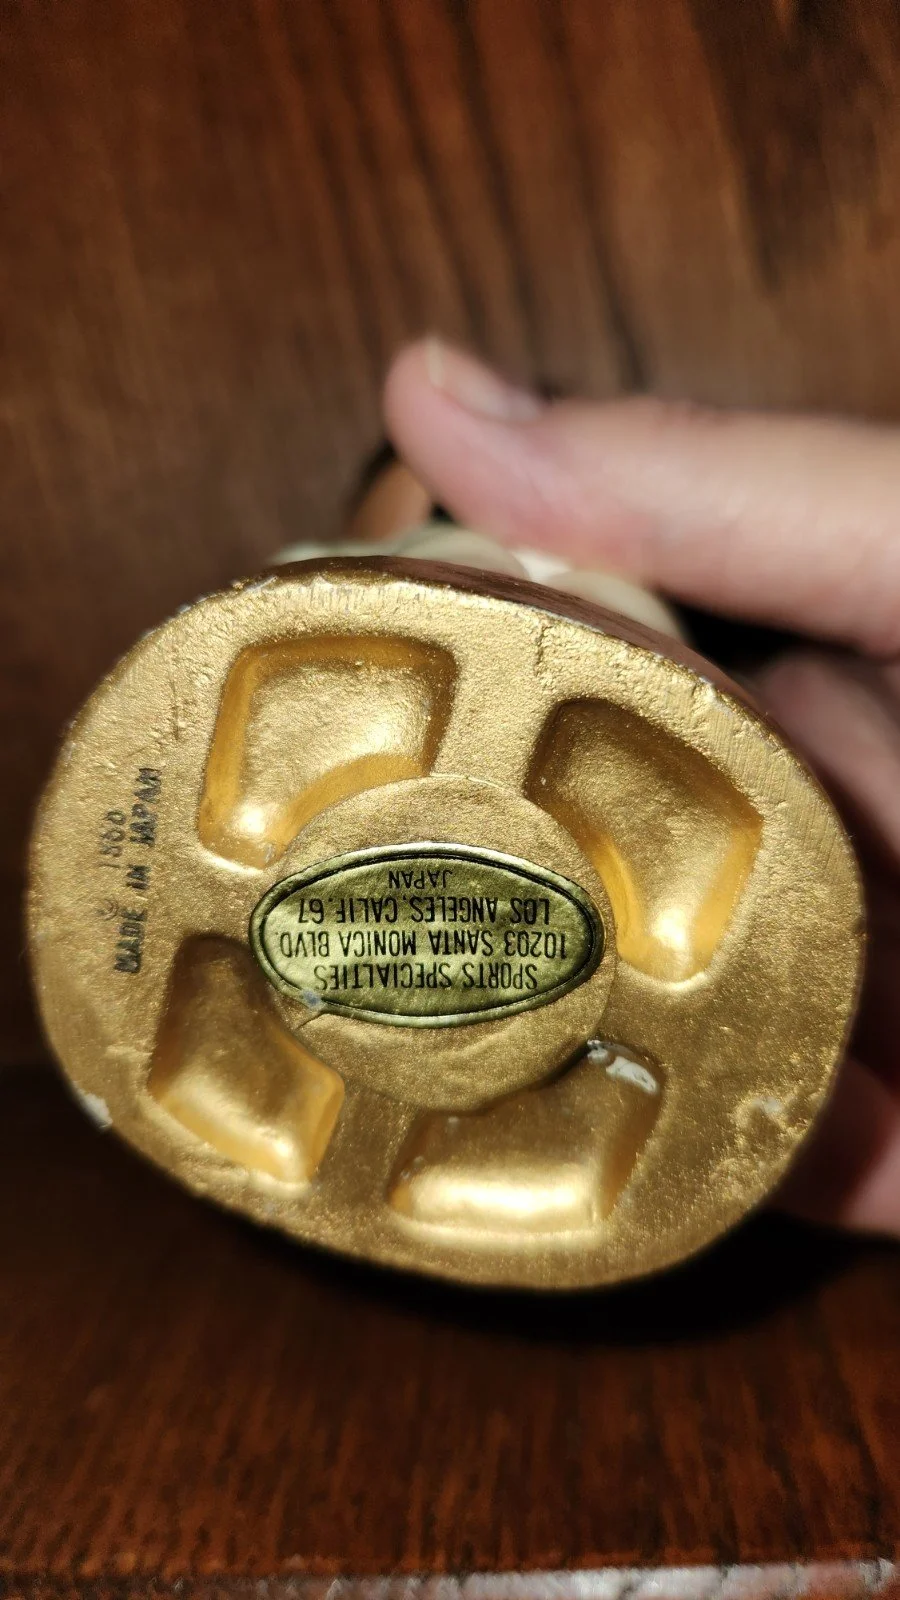 SPORTS SPECIALTIES
10203 SANTA MONICA BLVD
LOS ANGELES, CALIF. 67
JAPAN
MADE IN JAPAN